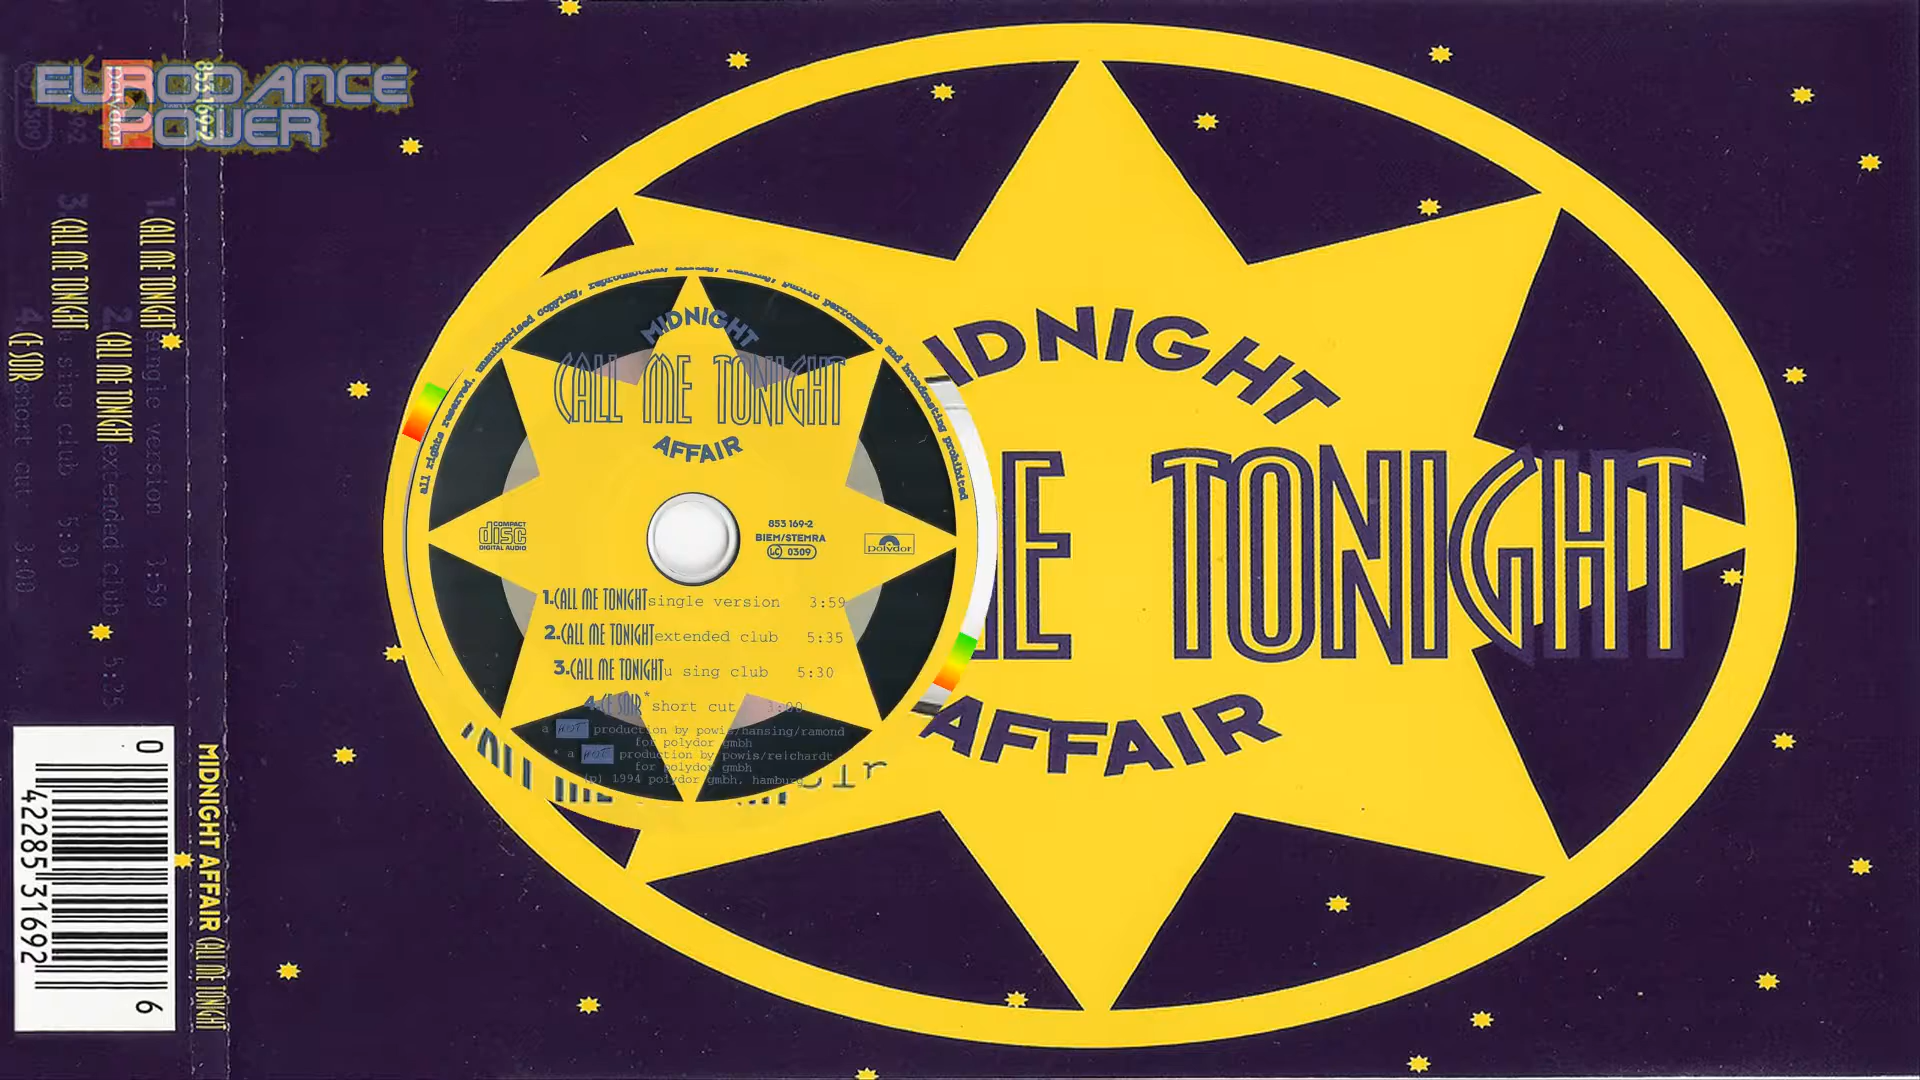 EURODANCE
POWER
polydor
853 169-2
1. CALL ME TONIGHT single version 3:59
2. CALL ME TONIGHT extended club 5:35
3. CALL ME TONIGHT u sing club 5:30
4. CE SOIR short cut 3:00
0 42285 31692 6
MIDNIGHT AFFAIR CALL ME TONIGHT
all rights reserved. unauthorised copying, reproduction, hiring, lending, public performance and broadcasting prohibited
MIDNIGHT
CALL ME TONIGHT
AFFAIR
COMPACT
disc
DIGITAL AUDIO
853 169-2
BIEM/STEMRA
LC 0309
polydor
1. CALL ME TONIGHT single version 3:59
2. CALL ME TONIGHT extended club 5:35
3. CALL ME TONIGHT u sing club 5:30
4. CE SOIR* short cut 3:00
a HOT production by powis/hansing/ramond
for polydor gmbh
* a HOT production by powis/reichardt
for polydor gmbh
(p) 1994 polydor gmbh, hamburg
IDNIGHT
E TONIGHT
AFFAIR